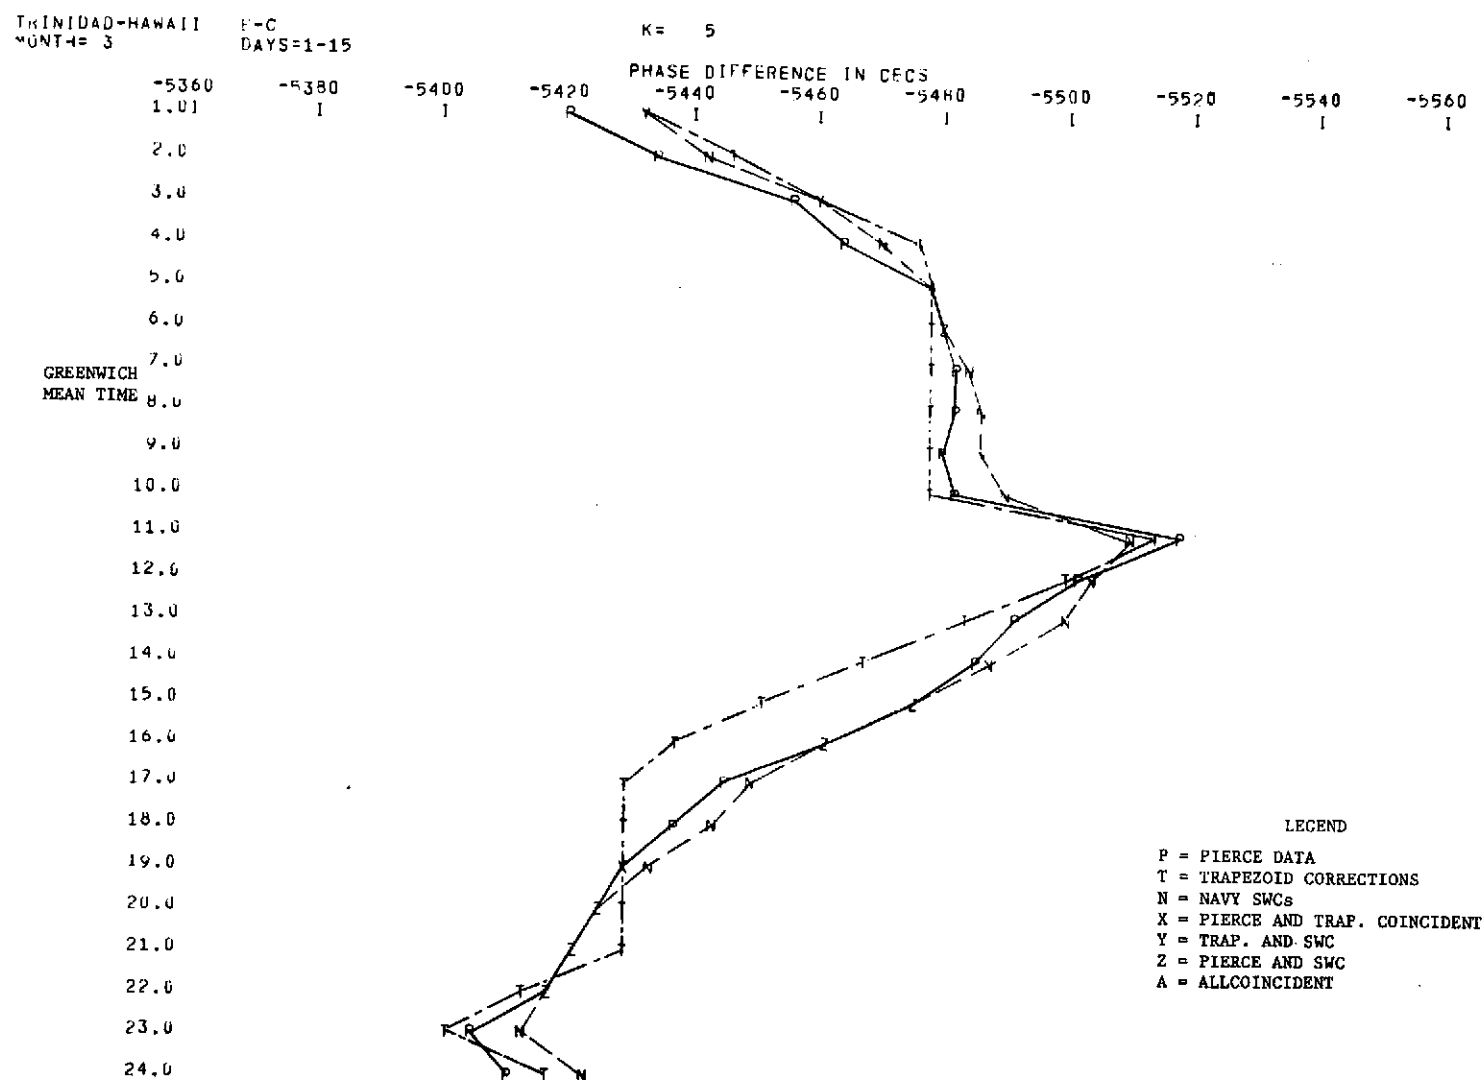 TRINIDAD-HAWAII F-C K= 5
MONTH= 3 DAYS=1-15
PHASE DIFFERENCE IN CECS
-5360 -5380 -5400 -5420 -5440 -5460 -5480 -5500 -5520 -5540 -5560
1.0I I I I I I I I I I
2.0
3.0
4.0
5.0
6.0
7.0
GREENWICH
MEAN TIME
8.0
9.0
10.0
11.0
12.0
13.0
14.0
15.0
16.0
17.0
18.0
19.0
20.0
21.0
22.0
23.0
24.0
LEGEND
P = PIERCE DATA
T = TRAPEZOID CORRECTIONS
N = NAVY SWCs
X = PIERCE AND TRAP. COINCIDENT
Y = TRAP. AND SWC
Z = PIERCE AND SWC
A = ALLCOINCIDENT